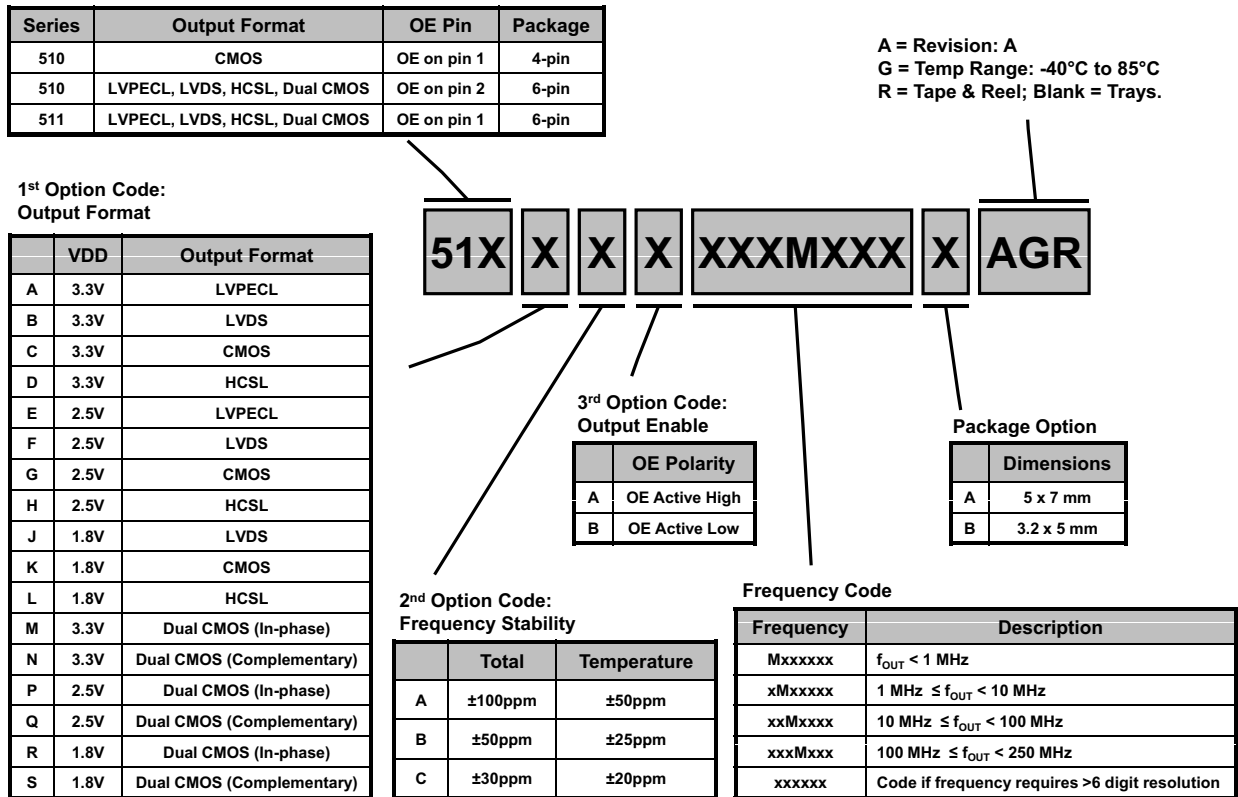 Series Output Format OE Pin Package
510 CMOS OE on pin 1 4-pin
510 LVPECL, LVDS, HCSL, Dual CMOS OE on pin 2 6-pin
511 LVPECL, LVDS, HCSL, Dual CMOS OE on pin 1 6-pin
A = Revision: A
G = Temp Range: -40°C to 85°C
R = Tape & Reel; Blank = Trays.
1st Option Code:
Output Format
VDD Output Format
A 3.3V LVPECL
B 3.3V LVDS
C 3.3V CMOS
D 3.3V HCSL
E 2.5V LVPECL
F 2.5V LVDS
G 2.5V CMOS
H 2.5V HCSL
J 1.8V LVDS
K 1.8V CMOS
L 1.8V HCSL
M 3.3V Dual CMOS (In-phase)
N 3.3V Dual CMOS (Complementary)
P 2.5V Dual CMOS (In-phase)
Q 2.5V Dual CMOS (Complementary)
R 1.8V Dual CMOS (In-phase)
S 1.8V Dual CMOS (Complementary)
51X X X X XXXMXXX X AGR
3rd Option Code:
Output Enable
OE Polarity
A OE Active High
B OE Active Low
Package Option
Dimensions
A 5 x 7 mm
B 3.2 x 5 mm
2nd Option Code:
Frequency Stability
Total Temperature
A ±100ppm ±50ppm
B ±50ppm ±25ppm
C ±30ppm ±20ppm
Frequency Code
Frequency Description
Mxxxxxx fOUT < 1 MHz
xMxxxxx 1 MHz ≤ fOUT < 10 MHz
xxMxxxx 10 MHz ≤ fOUT < 100 MHz
xxxMxxx 100 MHz ≤ fOUT < 250 MHz
xxxxxx Code if frequency requires >6 digit resolution